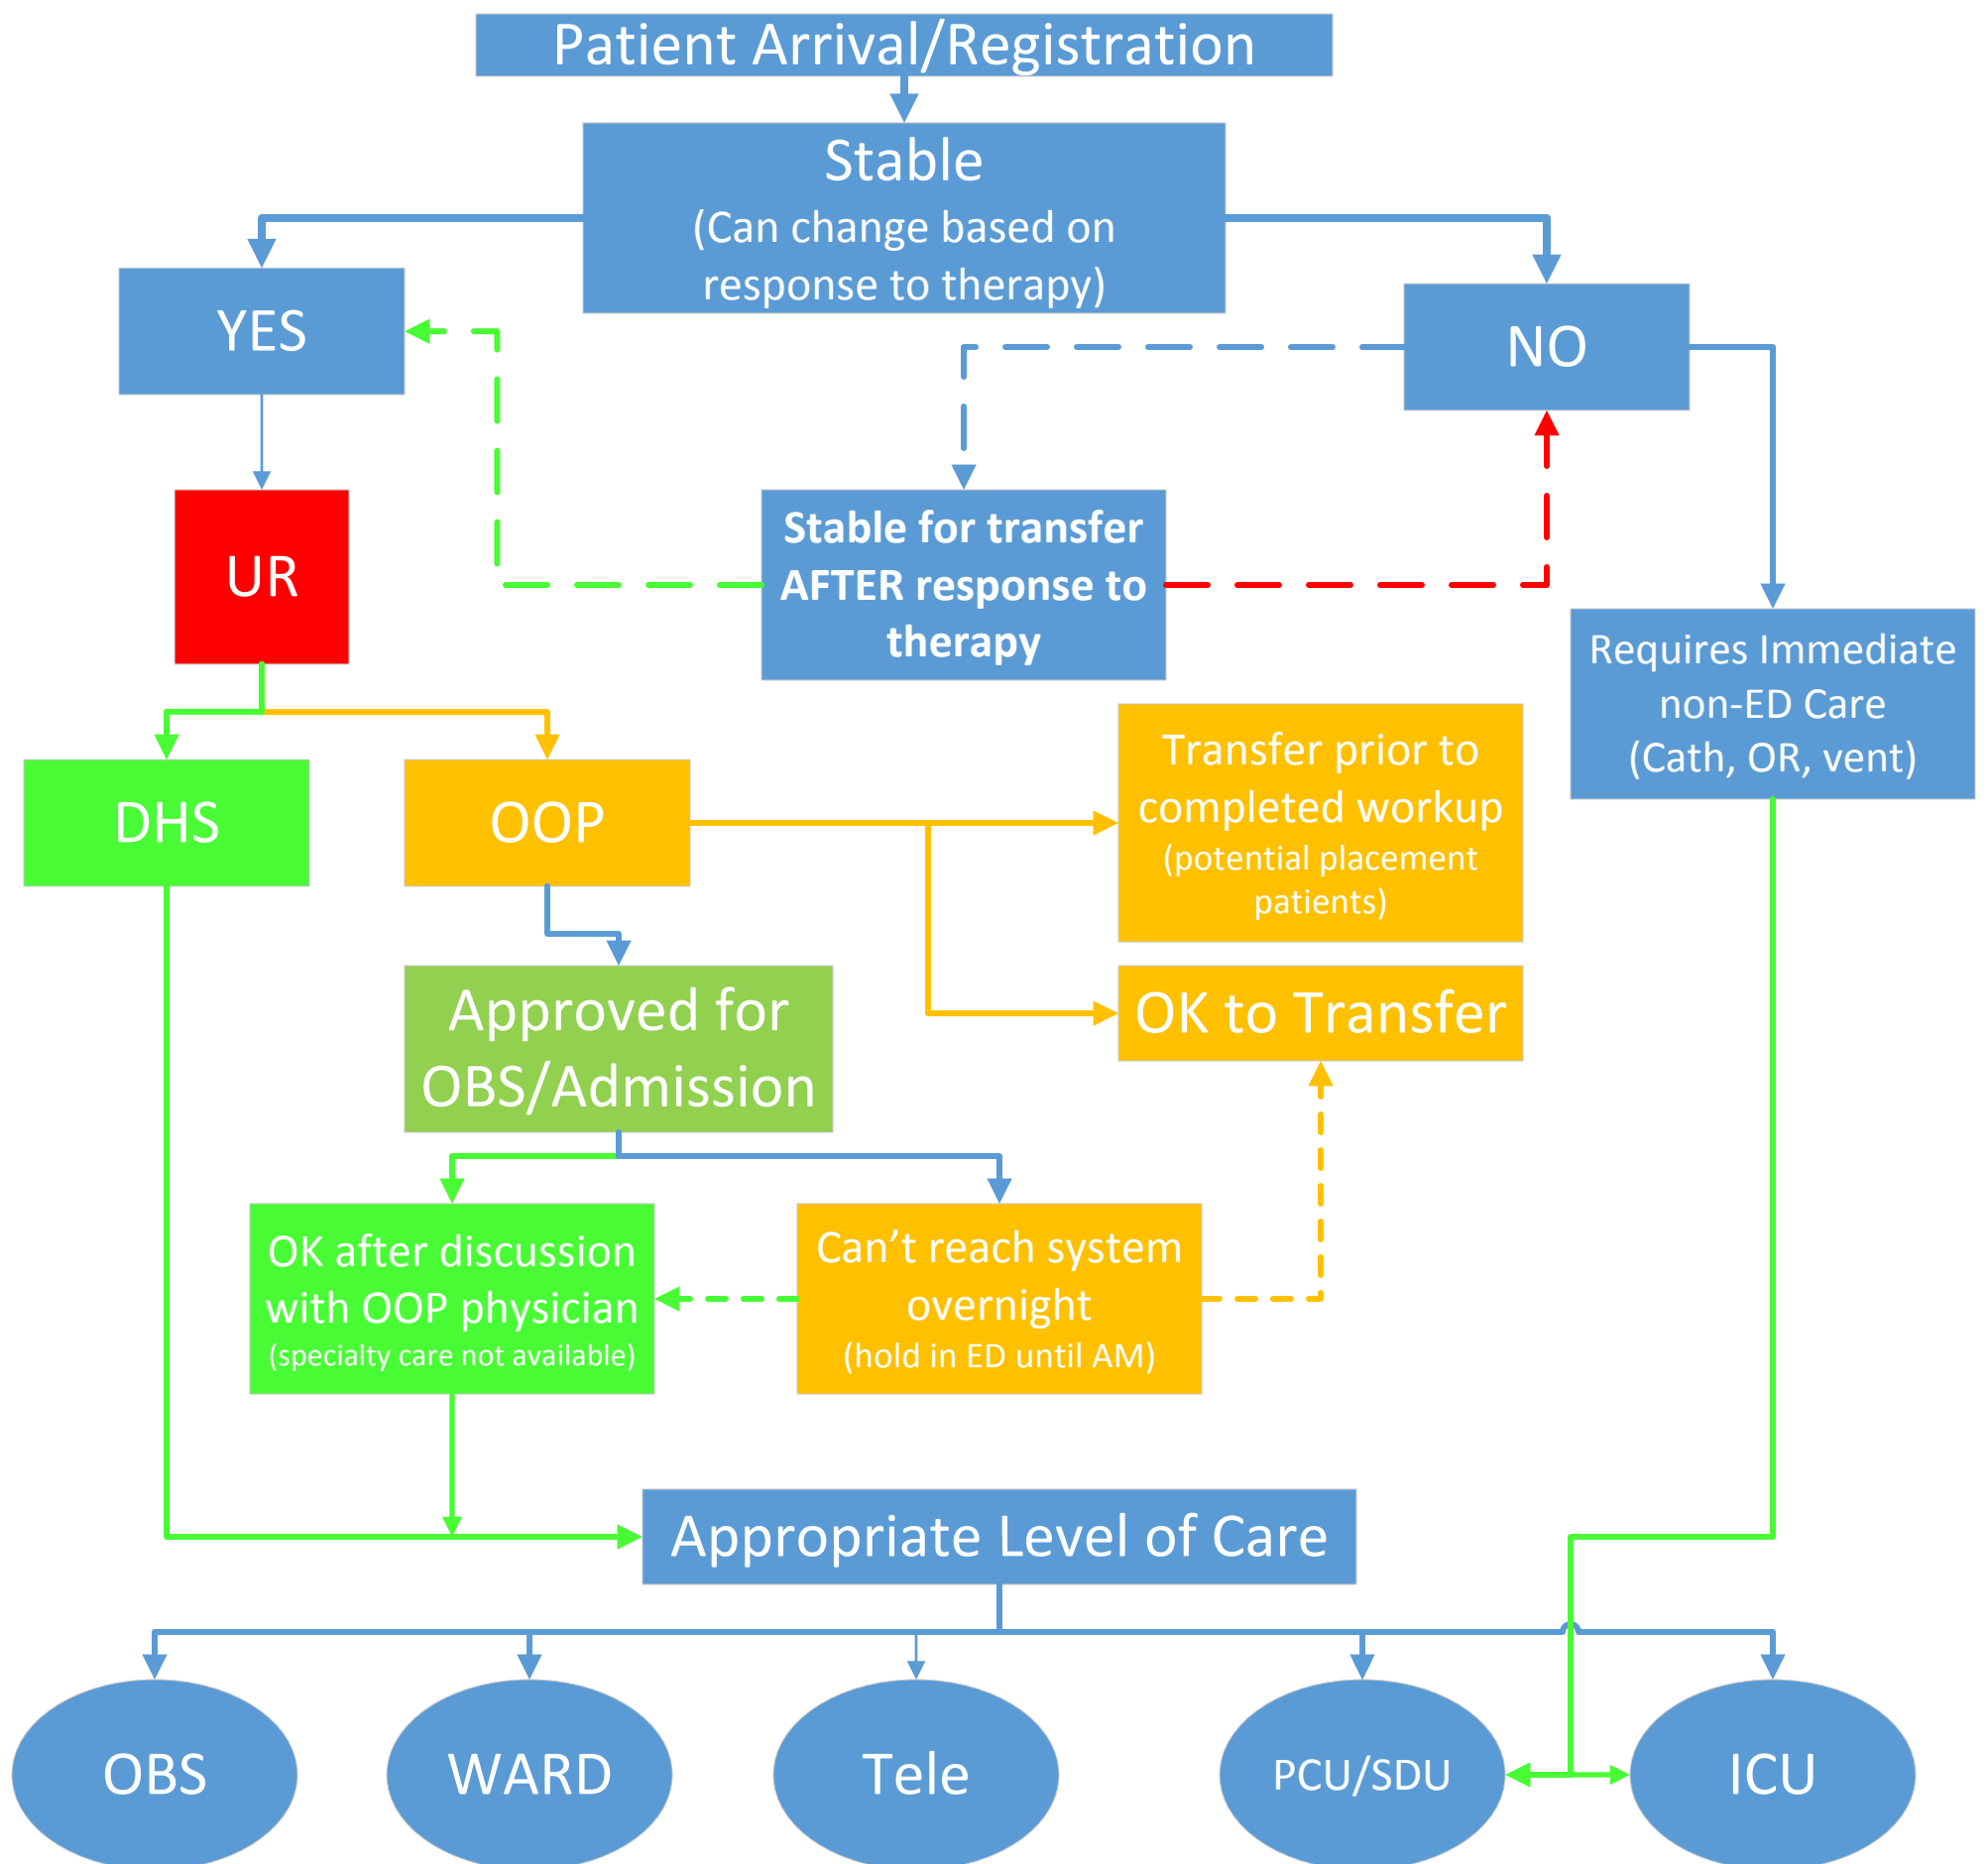 Patient Arrival/Registration
Stable
(Can change based on
response to therapy)
YES
NO
UR
Stable for transfer
AFTER response to
therapy
Requires Immediate
non-ED Care
(Cath, OR, vent)
DHS
OOP
Transfer prior to
completed workup
(potential placement
patients)
Approved for
OBS/Admission
OK to Transfer
OK after discussion
with OOP physician
(specialty care not available)
Can’t reach system
overnight
(hold in ED until AM)
Appropriate Level of Care
OBS
WARD
Tele
PCU/SDU
ICU